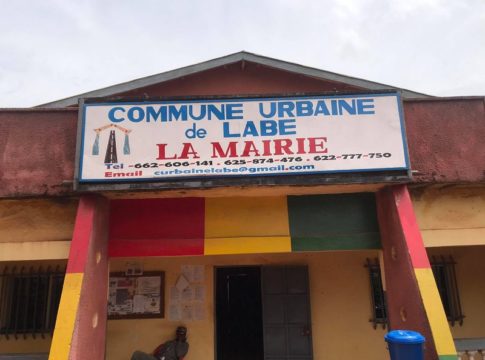 COMMUNE URBAINE
de LABE
LA MAIRIE
Tel -662-606-141 . 625-874-476 . 622-777-750
Email curbainelabe@gmail.com